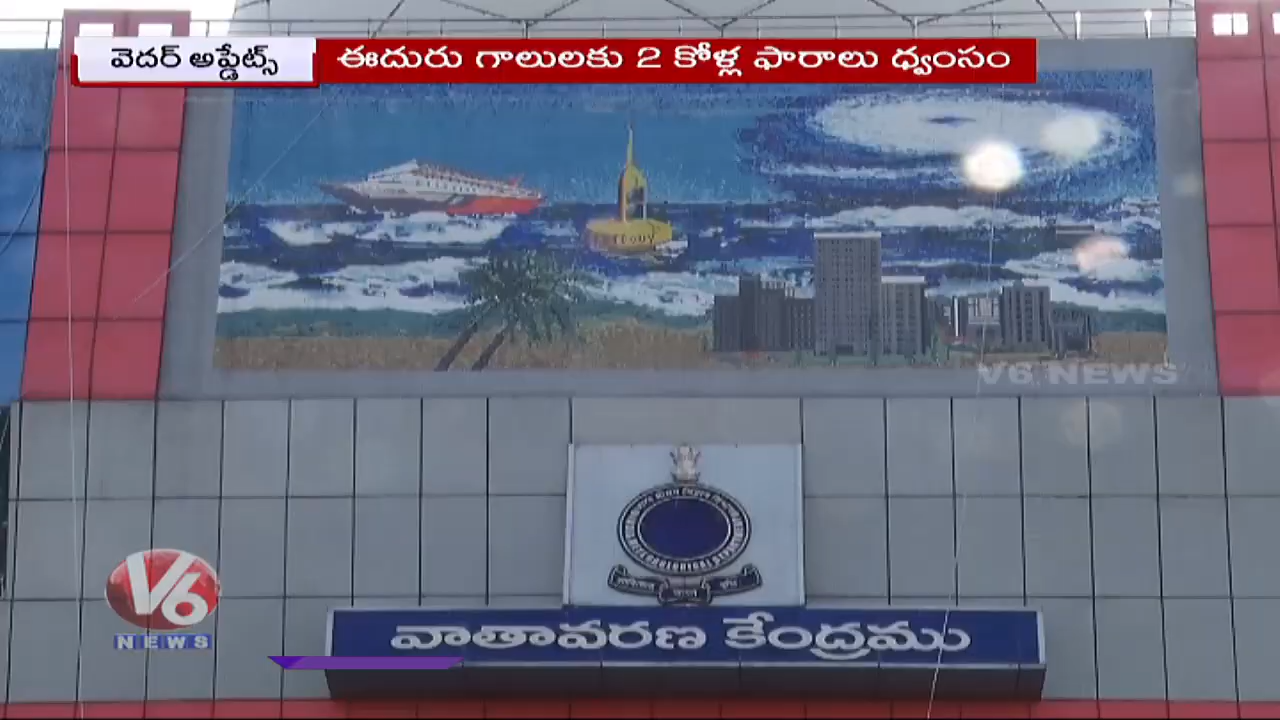 వెదర్ అప్డేట్స్
ఈదురు గాలులకు 2 కోళ్ల ఫారాలు ధ్వంసం
V6 NEWS
V6
NEWS
వాతావరణ కేంద్రము